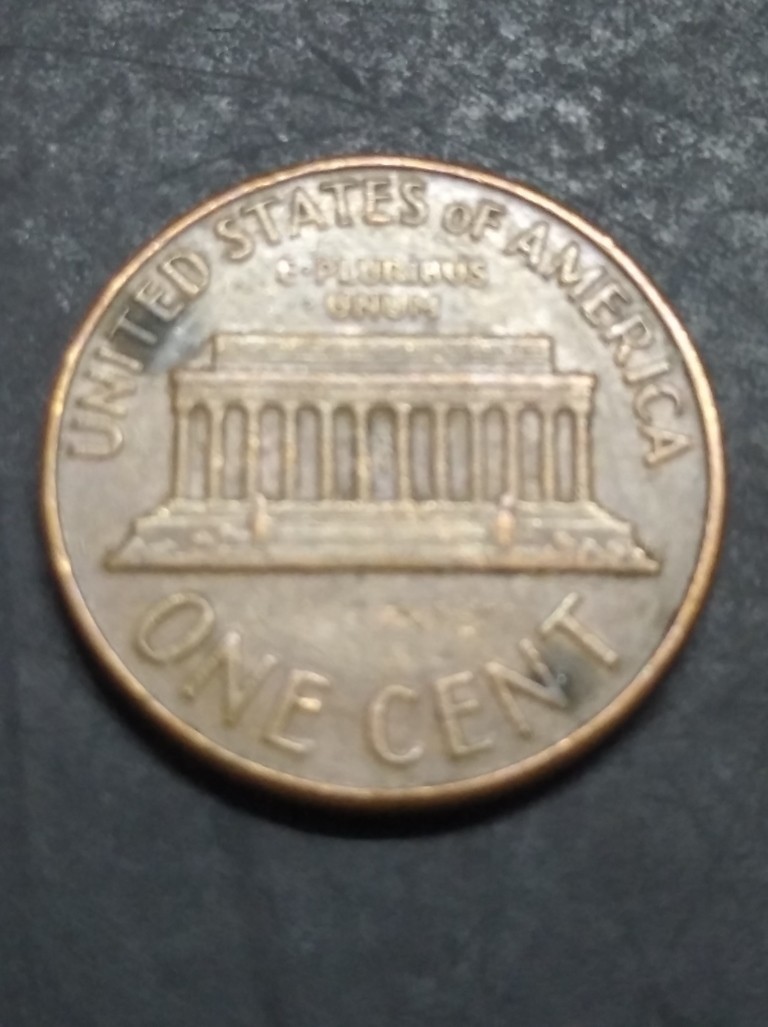 UNITED STATES OF AMERICA
E·PLURIBUS
UNUM
ONE CENT